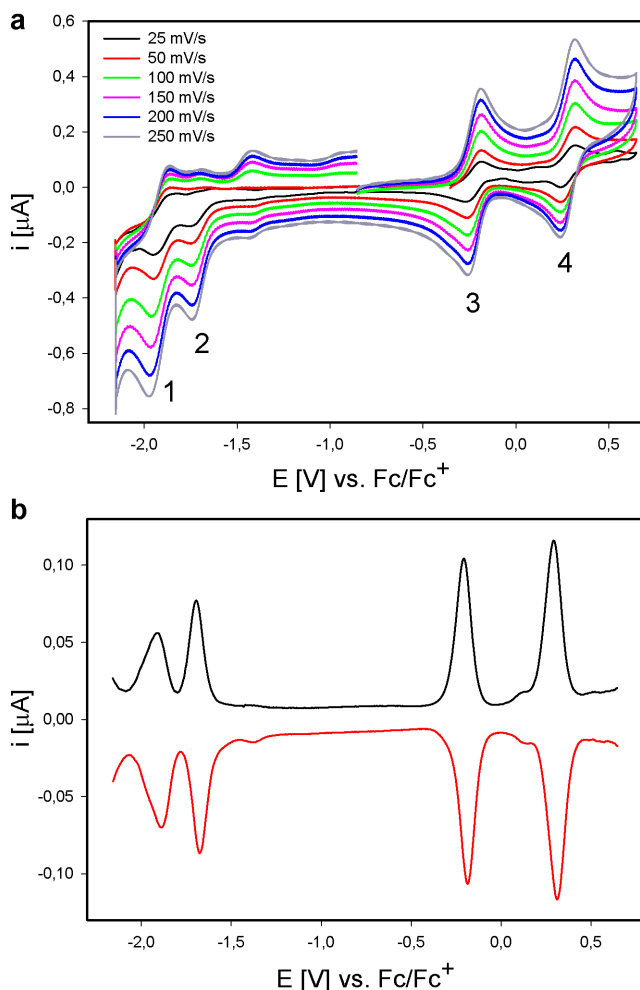 a
0,6
0,4
0,2
0,0
-0,2
-0,4
-0,6
-0,8
i [µA]
25 mV/s
50 mV/s
100 mV/s
150 mV/s
200 mV/s
250 mV/s
1
2
3
4
-2,0 -1,5 -1,0 -0,5 0,0 0,5
E [V] vs. Fc/Fc+
b
0,10
0,05
0,00
-0,05
-0,10
i [µA]
-2,0 -1,5 -1,0 -0,5 0,0 0,5
E [V] vs. Fc/Fc+